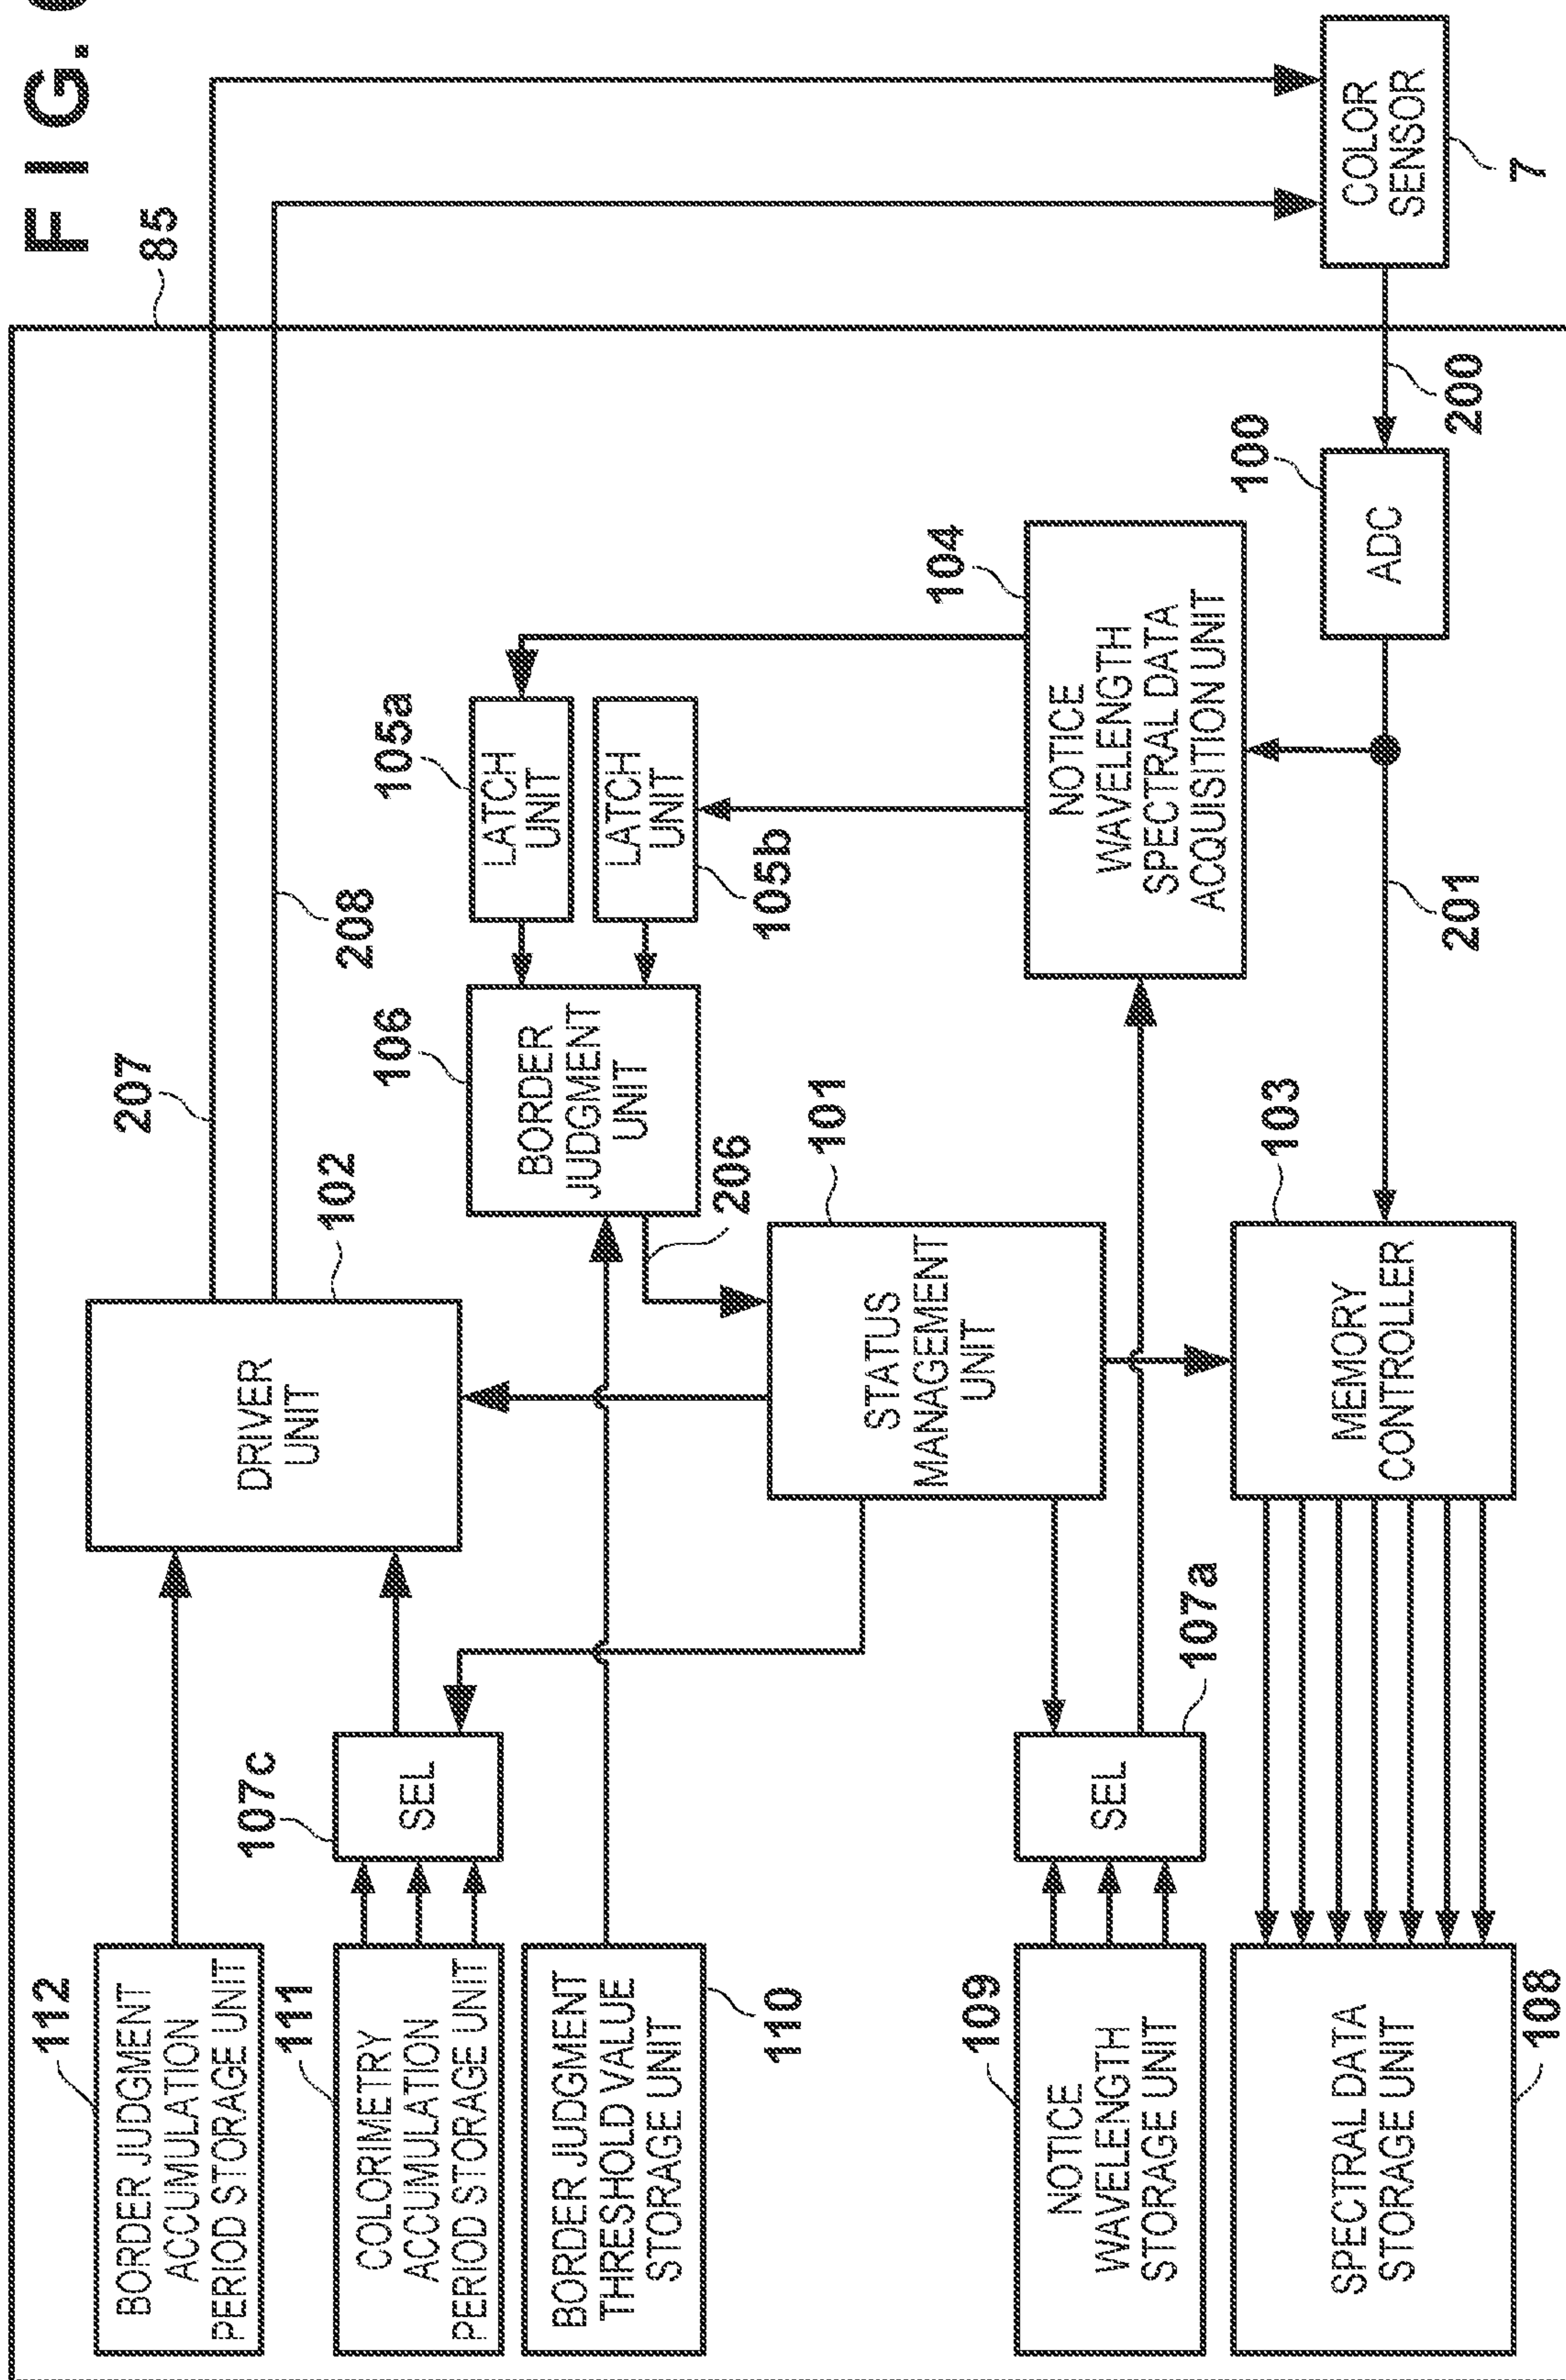 FIG.
85
112
BORDER JUDGMENT
ACCUMULATION
PERIOD STORAGE UNIT
111
COLORIMETRY
ACCUMULATION
PERIOD STORAGE UNIT
BORDER JUDGMENT
THRESHOLD VALUE
STORAGE UNIT
110
109
NOTICE
WAVELENGTH
STORAGE UNIT
SPECTRAL DATA
STORAGE UNIT
108
107c
SEL
SEL
107a
DRIVER
UNIT
102
207
208
106
BORDER
JUDGMENT
UNIT
206
STATUS
MANAGEMENT
UNIT
101
103
MEMORY
CONTROLLER
105a
LATCH
UNIT
LATCH
UNIT
105b
104
NOTICE
WAVELENGTH
SPECTRAL DATA
ACQUISITION UNIT
201
100
ADC
200
COLOR
SENSOR
7